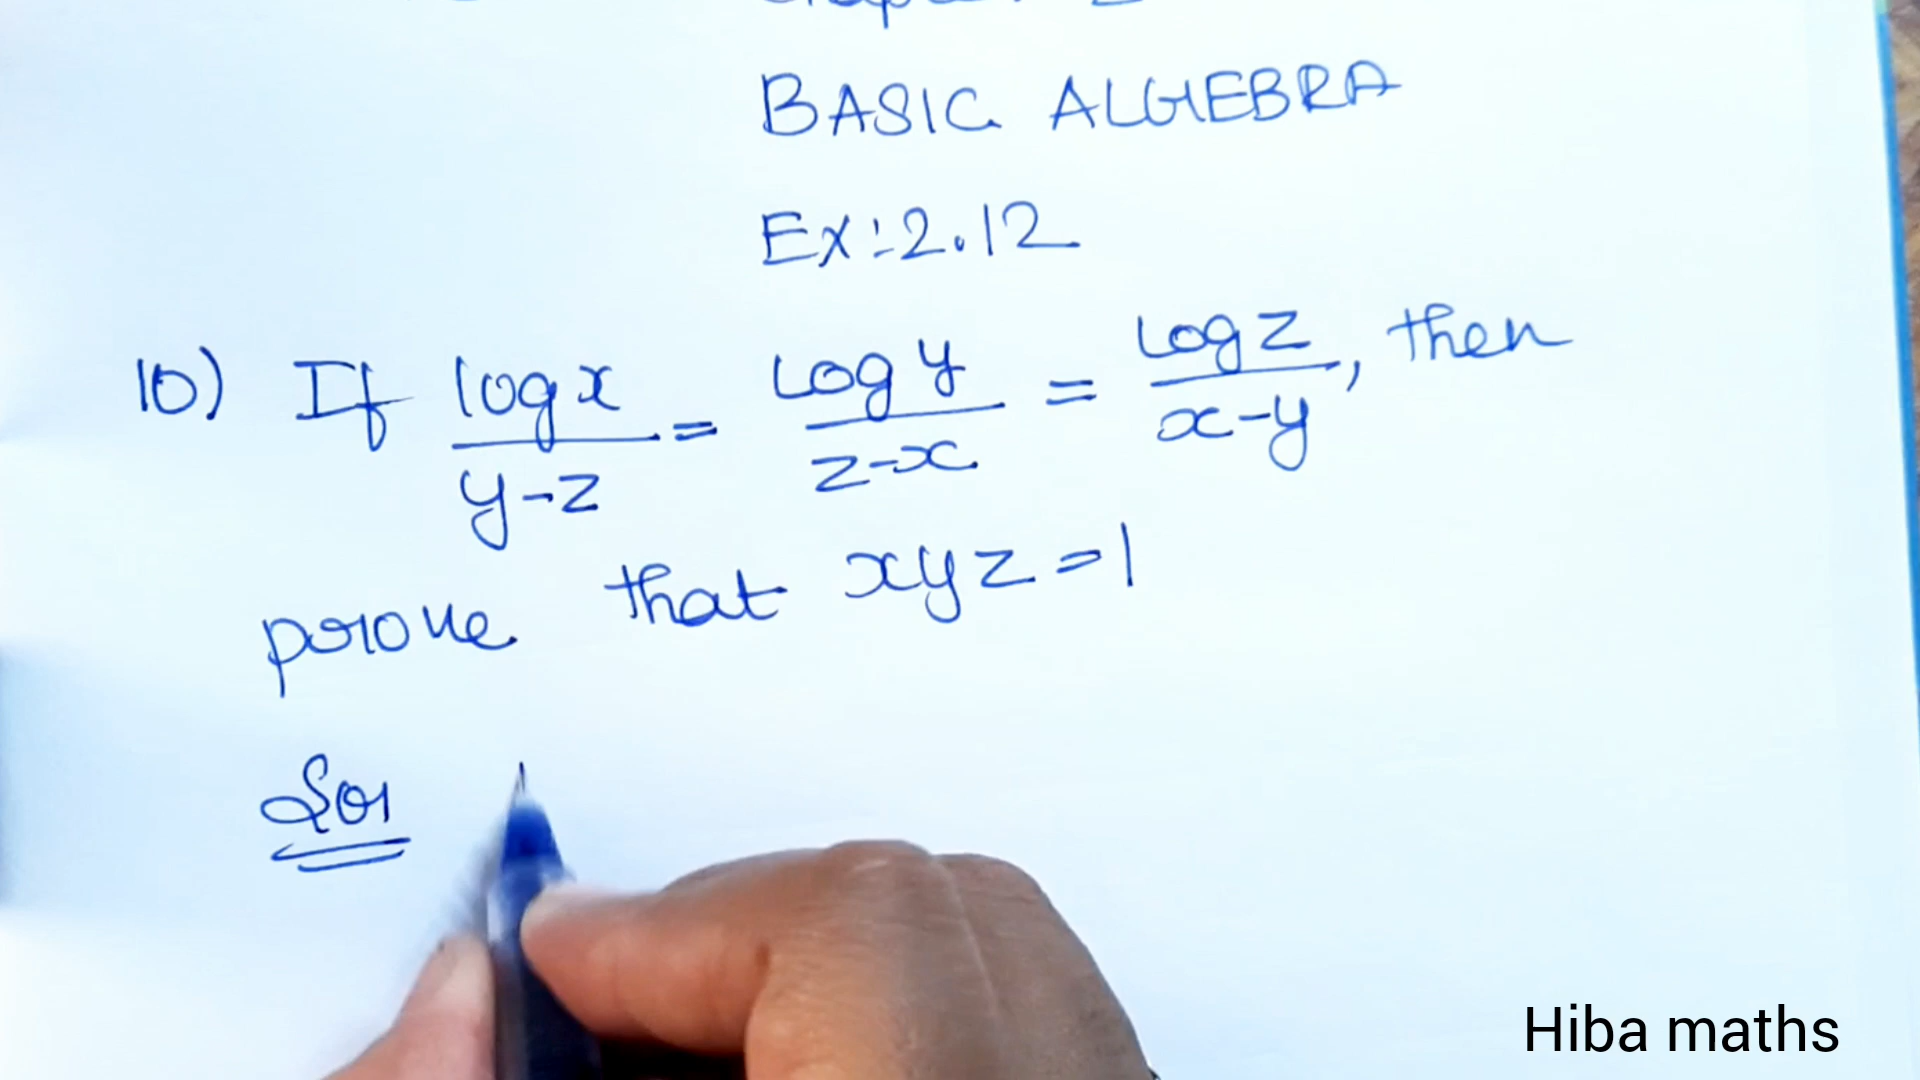 BASIC ALGEBRA
Ex:2.12
10) If log x / y-z = log y / z-x = log z / x-y, then
prove that xyz=1
Sol
Hiba maths